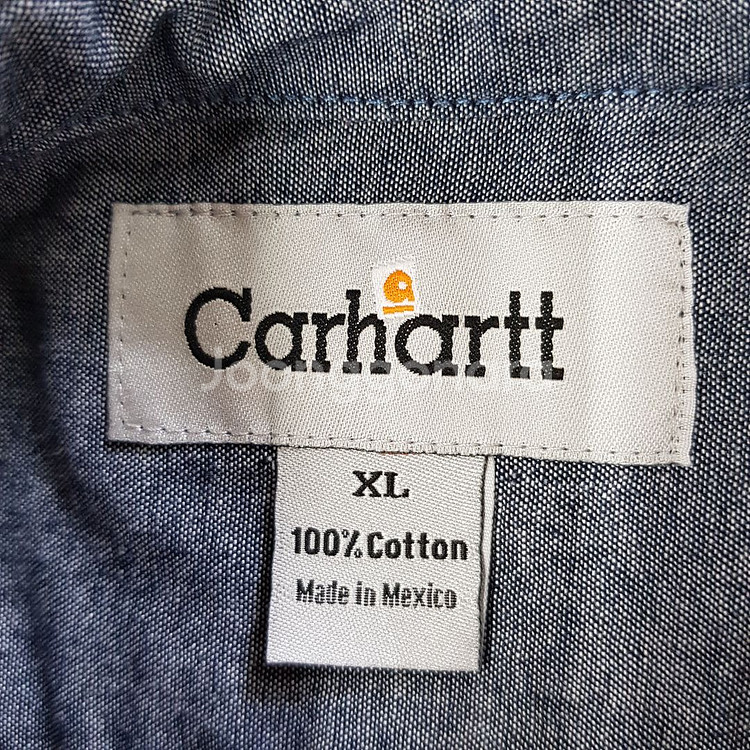 Carhartt
XL
100% Cotton
Made in Mexico